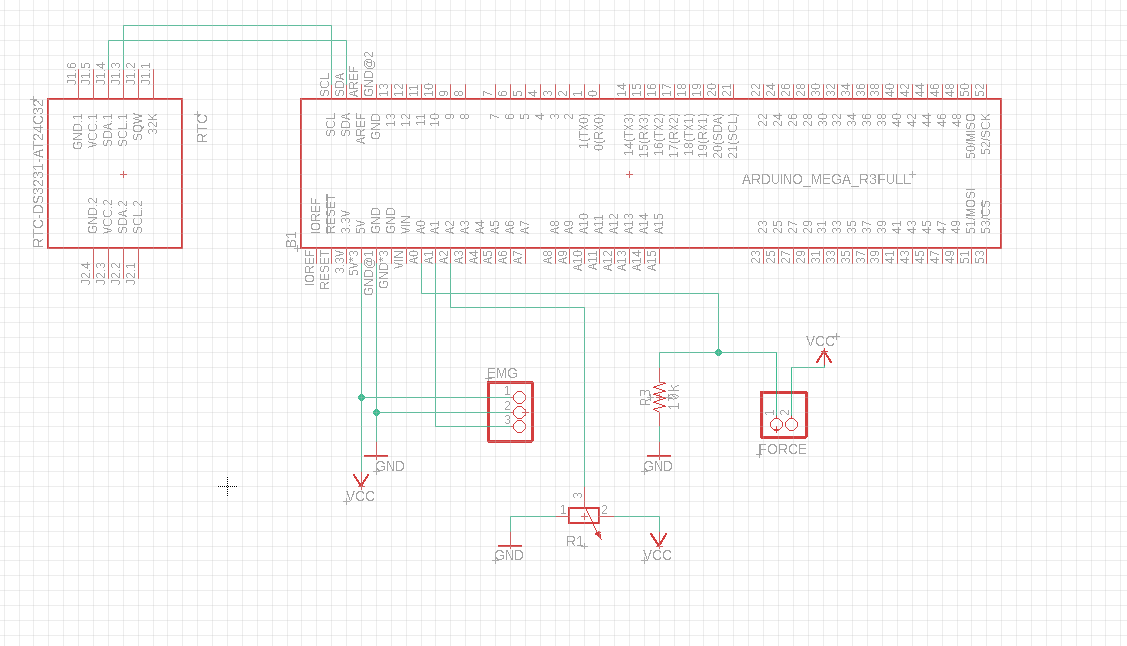 J1.6 J1.5 J1.4 J1.3 J1.2 J1.1
GND.1 VCC.1 SDA.1 SCL.1 SQW 32K
RTC-DS3231-AT24C32
RTC
GND.2 VCC.2 SDA.2 SCL.2
J2.4 J2.3 J2.2 J2.1
SCL SDA AREF GND@2 13 12 11 10 9 8 7 6 5 4 3 2 1 0 14 15 16 17 18 19 20 21 22 24 26 28 30 32 34 36 38 40 42 44 46 48 50 52
SCL SDA AREF GND 13 12 11 10 9 8 7 6 5 4 3 2 1(TX0) 0(RX0) 14(TX3) 15(RX3) 16(TX2) 17(RX2) 18(TX1) 19(RX1) 20(SDA) 21(SCL) 22 24 26 28 30 32 34 36 38 40 42 44 46 48 50/MISO 52/SCK
ARDUINO_MEGA_R3FULL
B1
IOREF RESET 3.3V 5V GND GND VIN A0 A1 A2 A3 A4 A5 A6 A7 A8 A9 A10 A11 A12 A13 A14 A15 23 25 27 29 31 33 35 37 39 41 43 45 47 49 51/MOSI 53/CS
IOREF RESET 3.3V 5V*3 GND@1 GND*3 VIN A0 A1 A2 A3 A4 A5 A6 A7 A8 A9 A10 A11 A12 A13 A14 A15 23 25 27 29 31 33 35 37 39 41 43 45 47 49 51 53
VCC
EMG
1
2
3
R3
10K
1 2
FORCE
GND
GND
VCC
GND
3
1 2
R1
GND
VCC